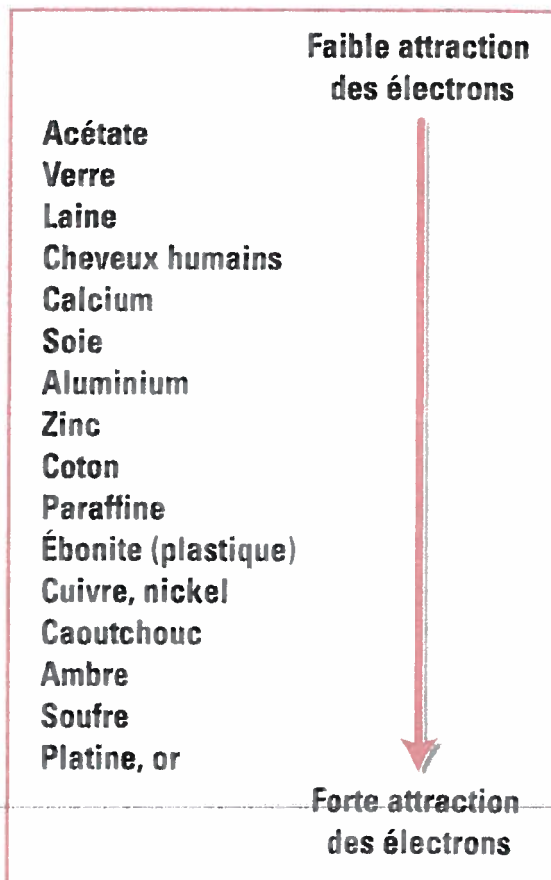 Faible attraction
des électrons
Acétate
Verre
Laine
Cheveux humains
Calcium
Soie
Aluminium
Zinc
Coton
Paraffine
Ébonite (plastique)
Cuivre, nickel
Caoutchouc
Ambre
Soufre
Platine, or
Forte attraction
des électrons